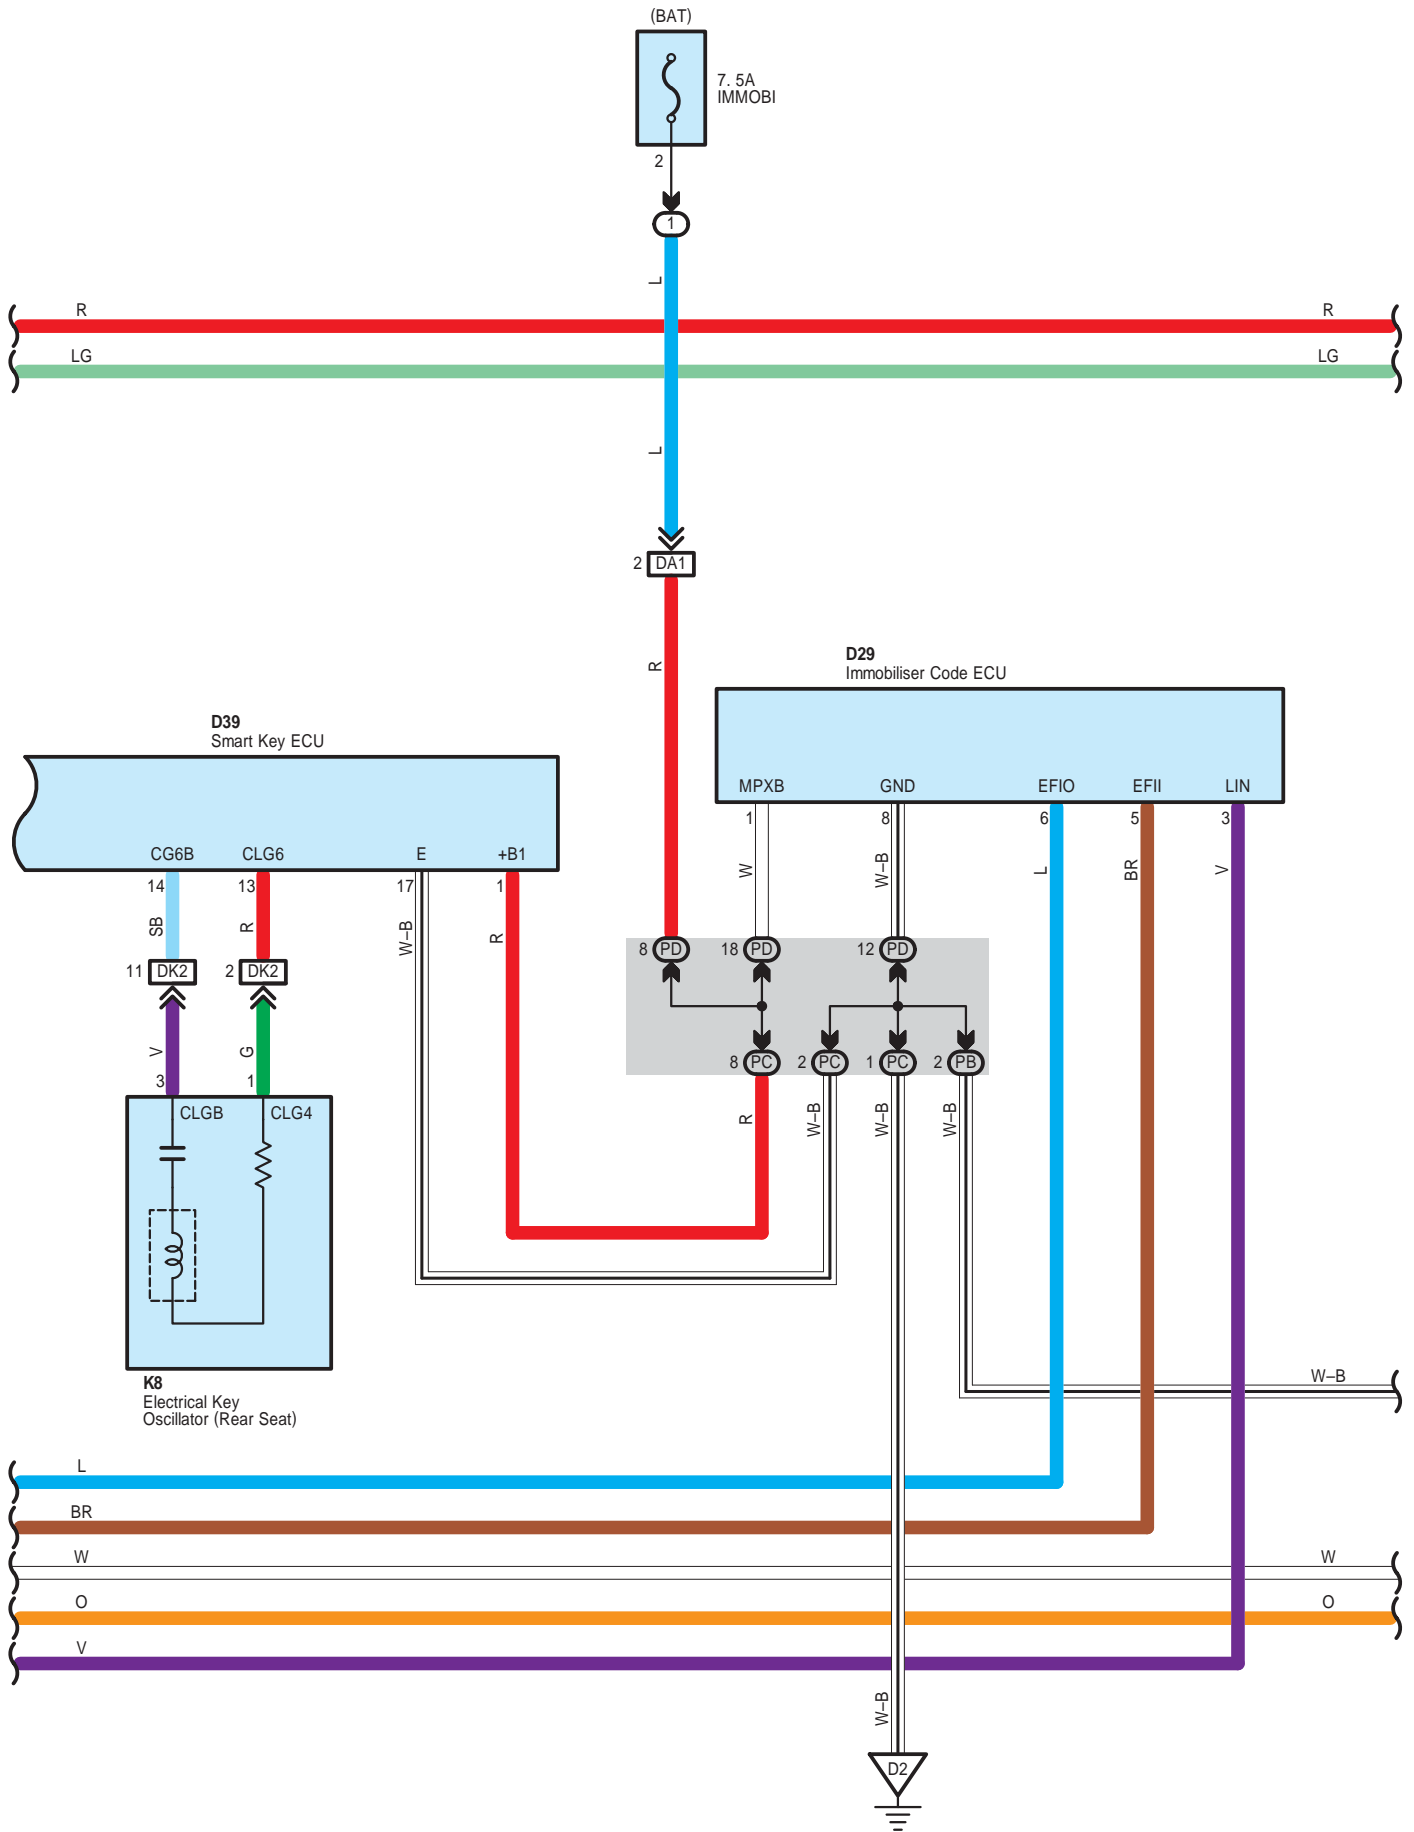 (BAT)
7. 5A
IMMOBI
2
1
L
R
R
LG
LG
L
2
DA1
R
D29
Immobiliser Code ECU
D39
Smart Key ECU
MPXB
GND
EFIO
EFII
LIN
1
8
6
5
3
W
W–B
L
BR
V
CG6B
CLG6
E
+B1
14
13
17
1
SB
R
W–B
R
8
PD
18
PD
12
PD
11
DK2
2
DK2
V
G
8
PC
2
PC
1
PC
2
PB
3
1
CLGB
CLG4
R
W–B
W–B
W–B
K8
Electrical Key
Oscillator (Rear Seat)
W–B
L
BR
W
W
O
O
V
W–B
D2